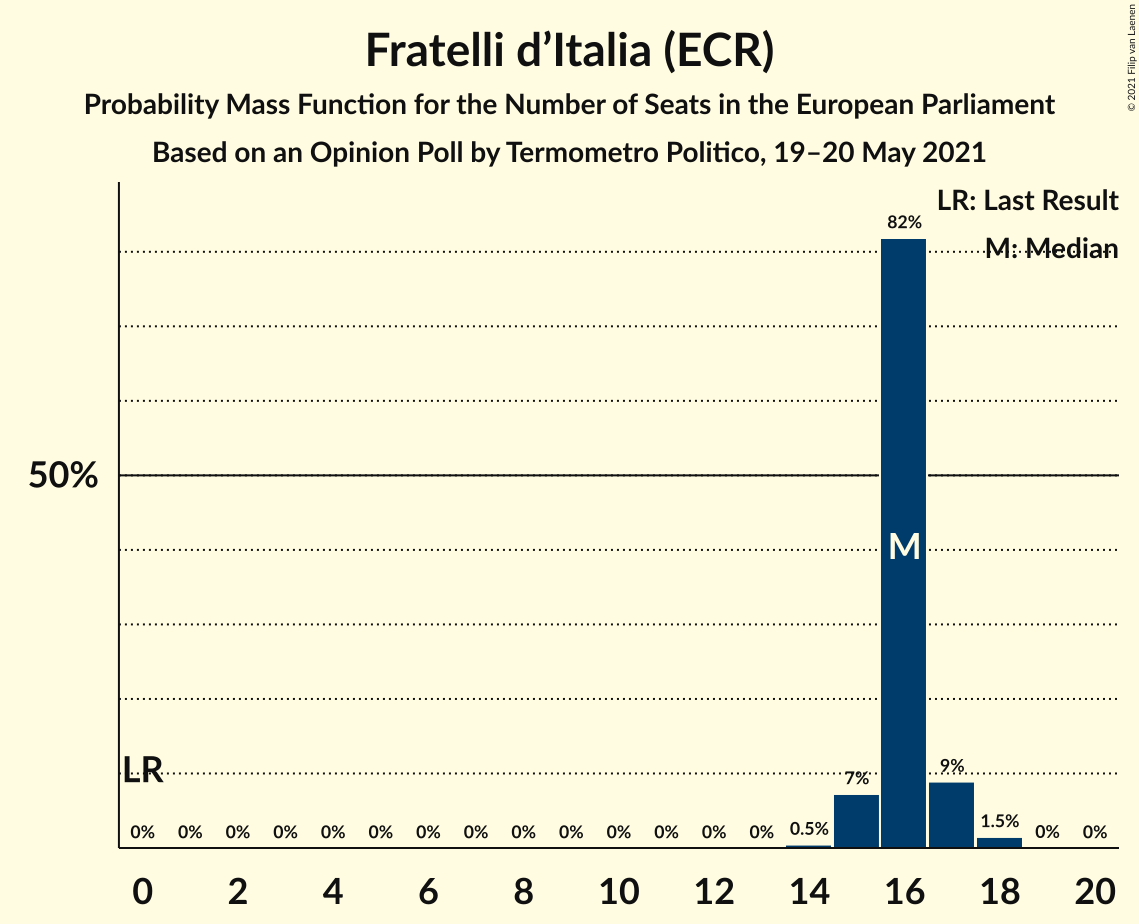 Fratelli d’Italia (ECR)
Probability Mass Function for the Number of Seats in the European Parliament
Based on an Opinion Poll by Termometro Politico, 19–20 May 2021
© 2021 Filip van Laenen
LR: Last Result
M: Median
82%
50%
M
LR
7%
9%
0% 0% 0% 0% 0% 0% 0% 0% 0% 0% 0% 0% 0% 0% 0.5% 1.5% 0% 0%
0 2 4 6 8 10 12 14 16 18 20